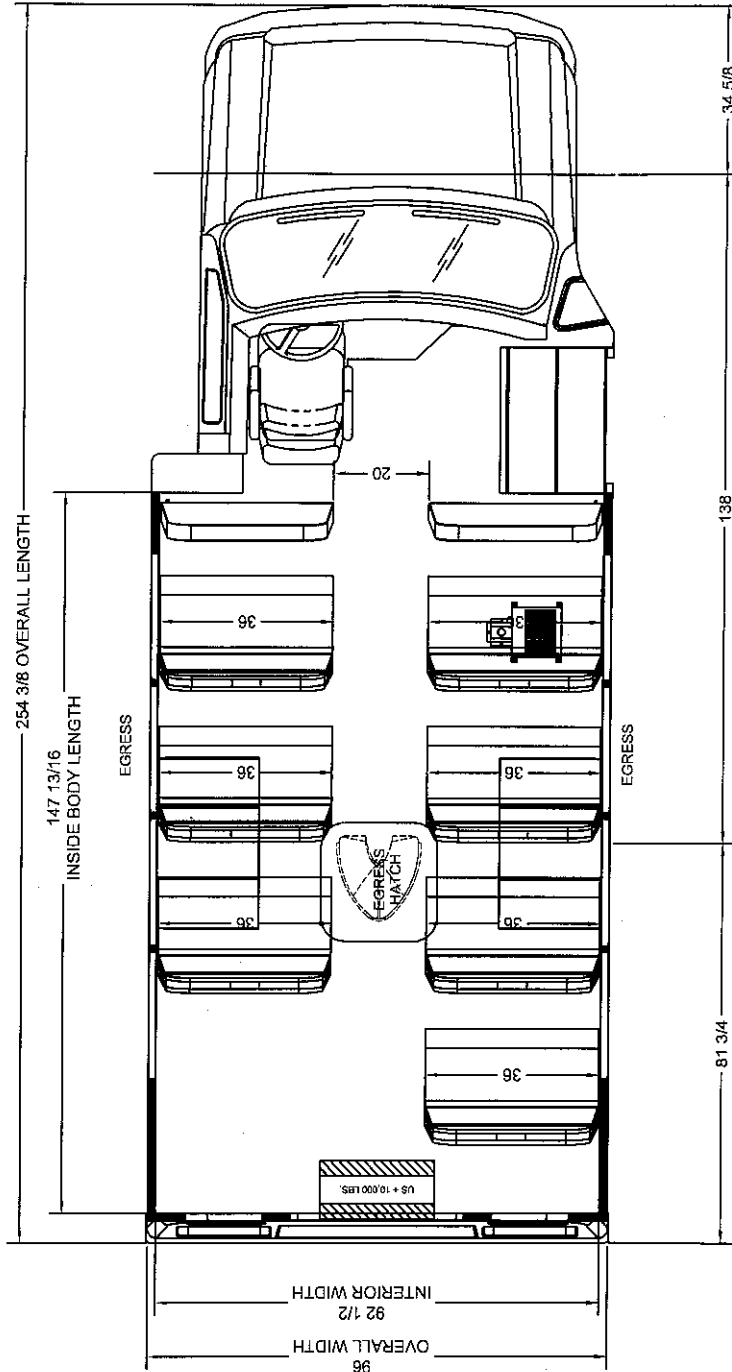 254 3/8 OVERALL LENGTH
147 13/16
INSIDE BODY LENGTH
34 5/8
138
81 3/4
20
EGRESS
36
36
36
36
36
36
EGRESS
HATCH
EGRESS
US + 10,000 LBS.
92 1/2
INTERIOR WIDTH
96
OVERALL WIDTH